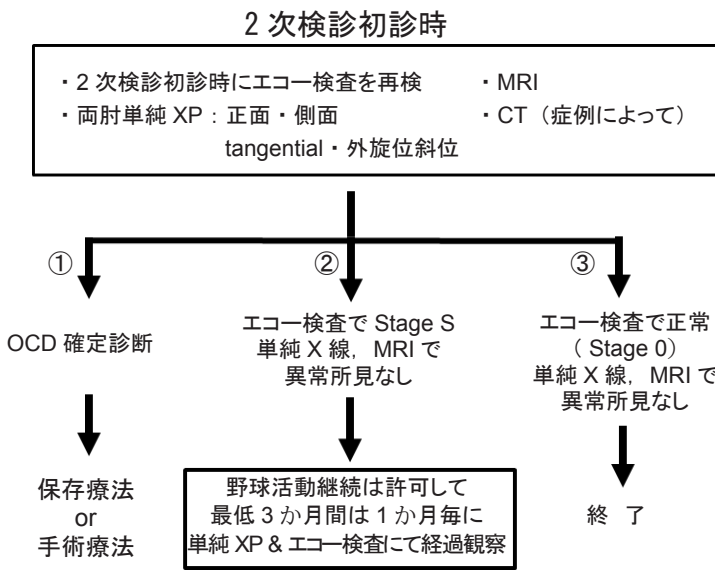 2 次検診初診時
・2 次検診初診時にエコー検査を再検
・MRI
・両肘単純 XP：正面・側面
・CT（症例によって）
tangential・外旋位斜位
①
②
③
OCD 確定診断
エコー検査で Stage S
単純 X 線，MRI で
異常所見なし
エコー検査で正常
（ Stage 0）
単純 X 線，MRI で
異常所見なし
保存療法
or
手術療法
野球活動継続は許可して
最低 3 か月間は 1 か月毎に
単純 XP & エコー検査にて経過観察
終 了